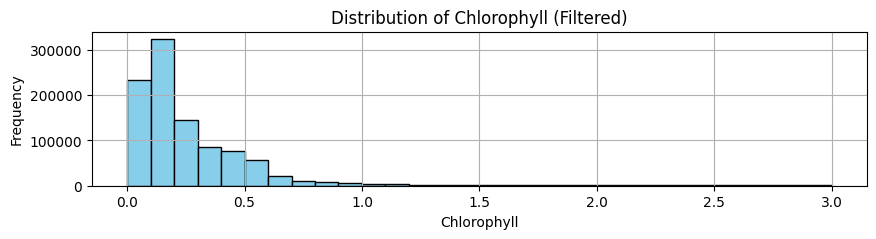 Distribution of Chlorophyll (Filtered)
300000
200000
100000
0
Frequency
0.0 0.5 1.0 1.5 2.0 2.5 3.0
Chlorophyll